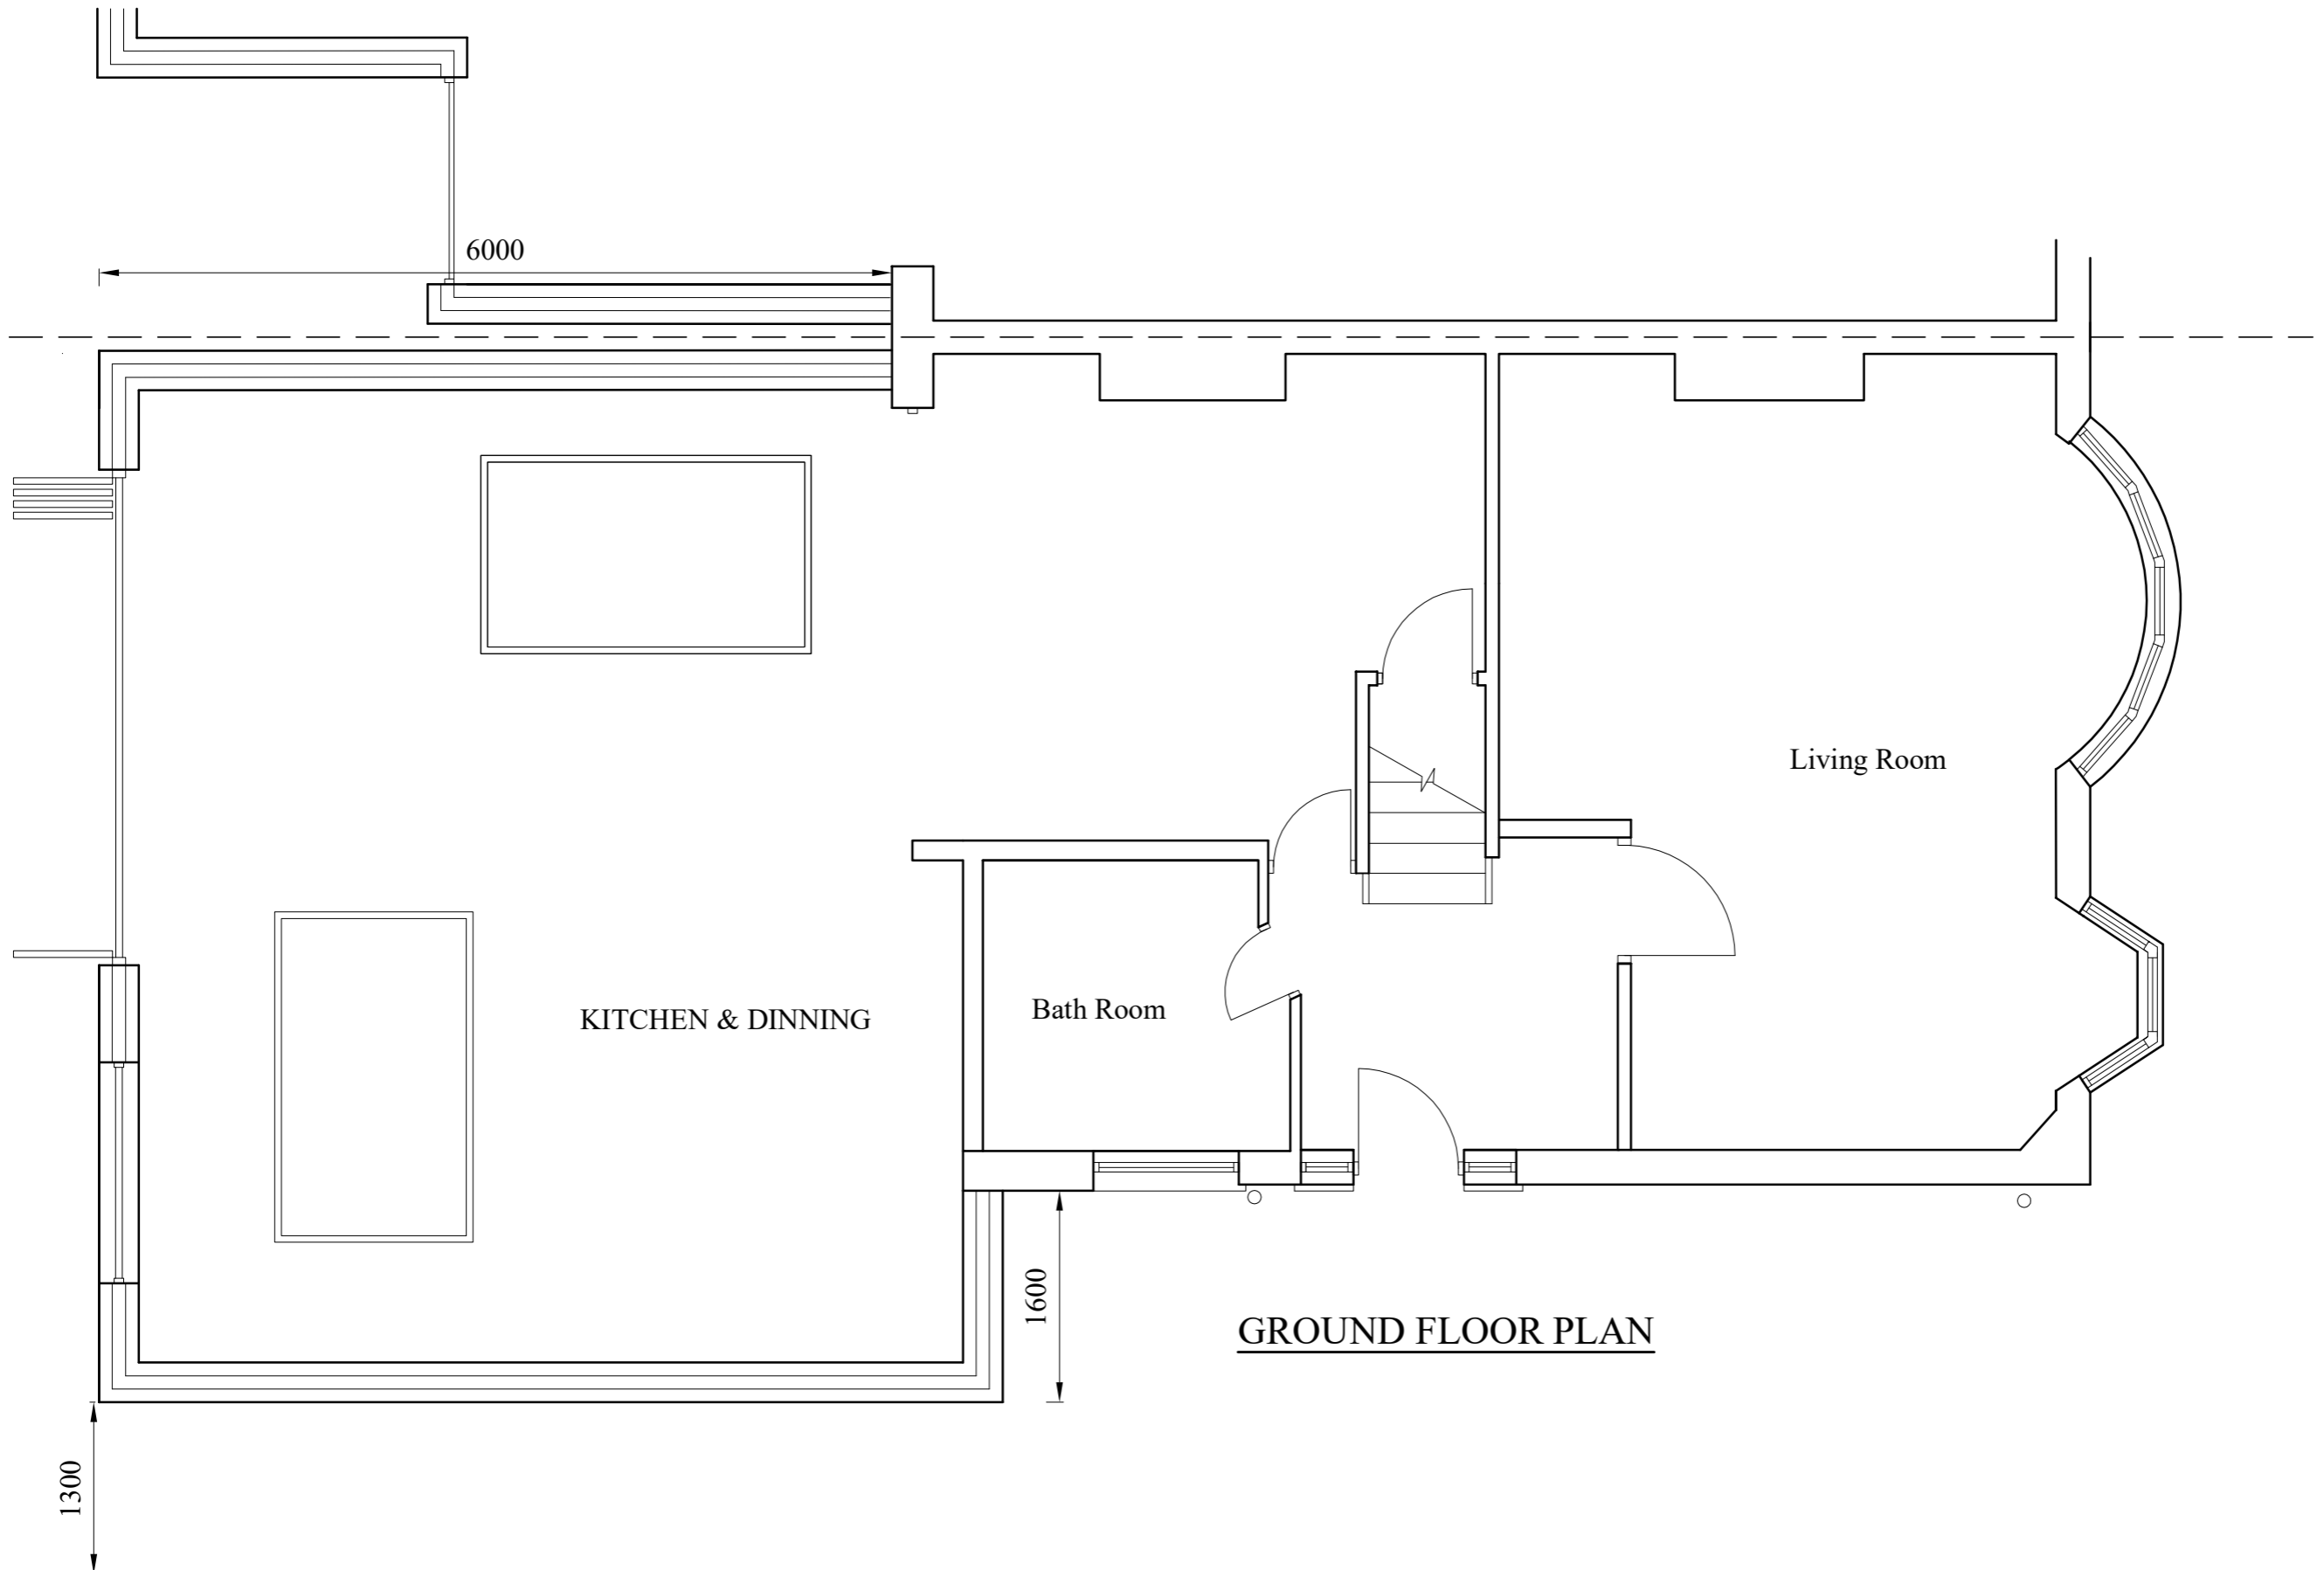 6000
Living Room
Bath Room
KITCHEN & DINNING
1600
GROUND FLOOR PLAN
1300